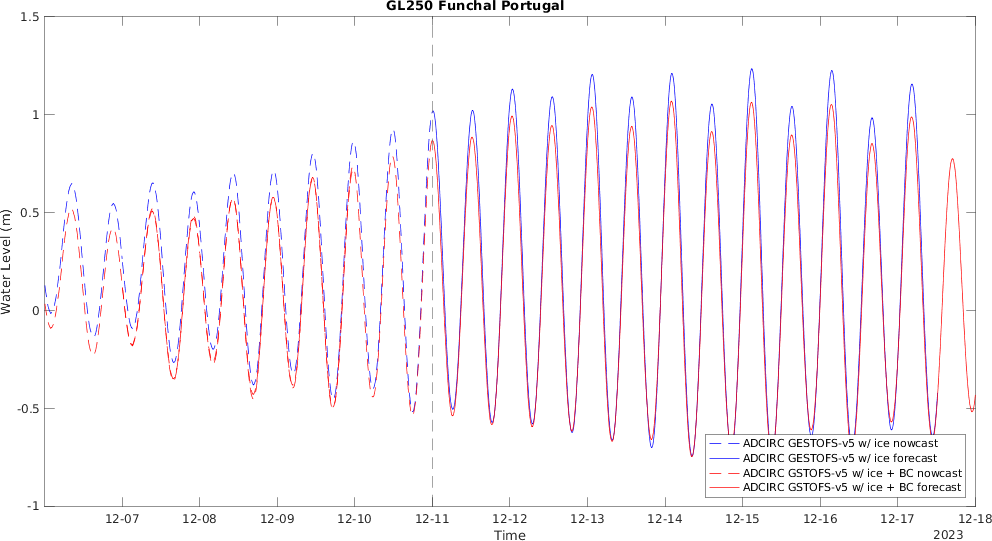 GL250 Funchal Portugal
1.5
1
0.5
0
-0.5
-1
Water Level (m)
ADCIRC GESTOFS-v5 w/ ice nowcast
ADCIRC GESTOFS-v5 w/ ice forecast
ADCIRC GSTOFS-v5 w/ ice + BC nowcast
ADCIRC GSTOFS-v5 w/ ice + BC forecast
12-07 12-08 12-09 12-10 12-11 12-12 12-13 12-14 12-15 12-16 12-17 12-18
Time
2023